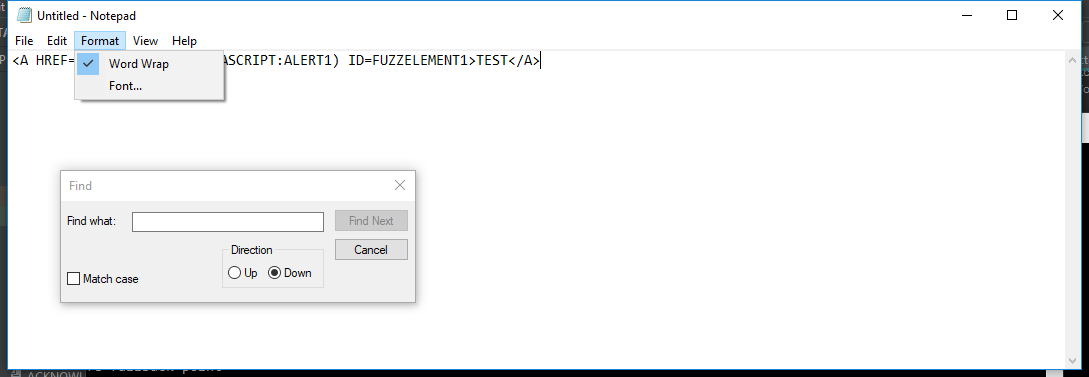 Untitled - Notepad
File Edit Format View Help
<A HREF= ASCRIPT:ALERT1) ID=FUZZELEMENT1>TEST</A>
Word Wrap
Font...
Find
Find what:
Find Next
Cancel
Direction
Up Down
Match case